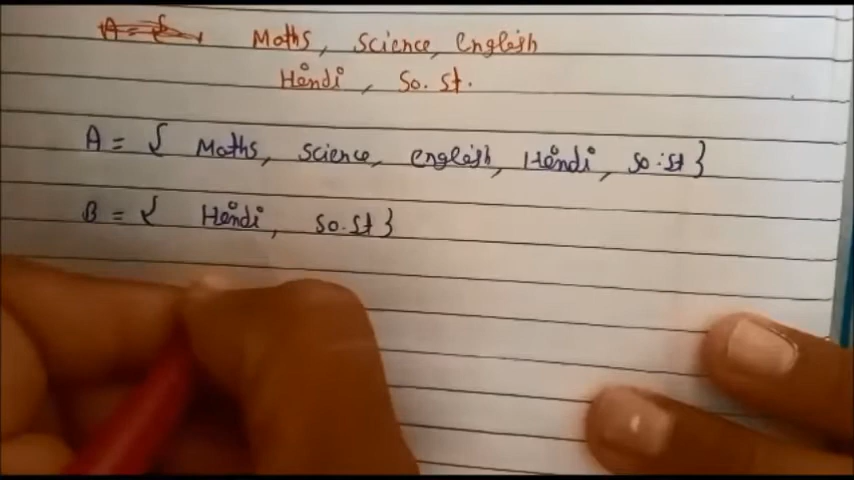 Maths, Science, english
Hindi, So. St.
A = { Maths, Science, english, Hindi, So. St }
B = { Hindi, So. St }